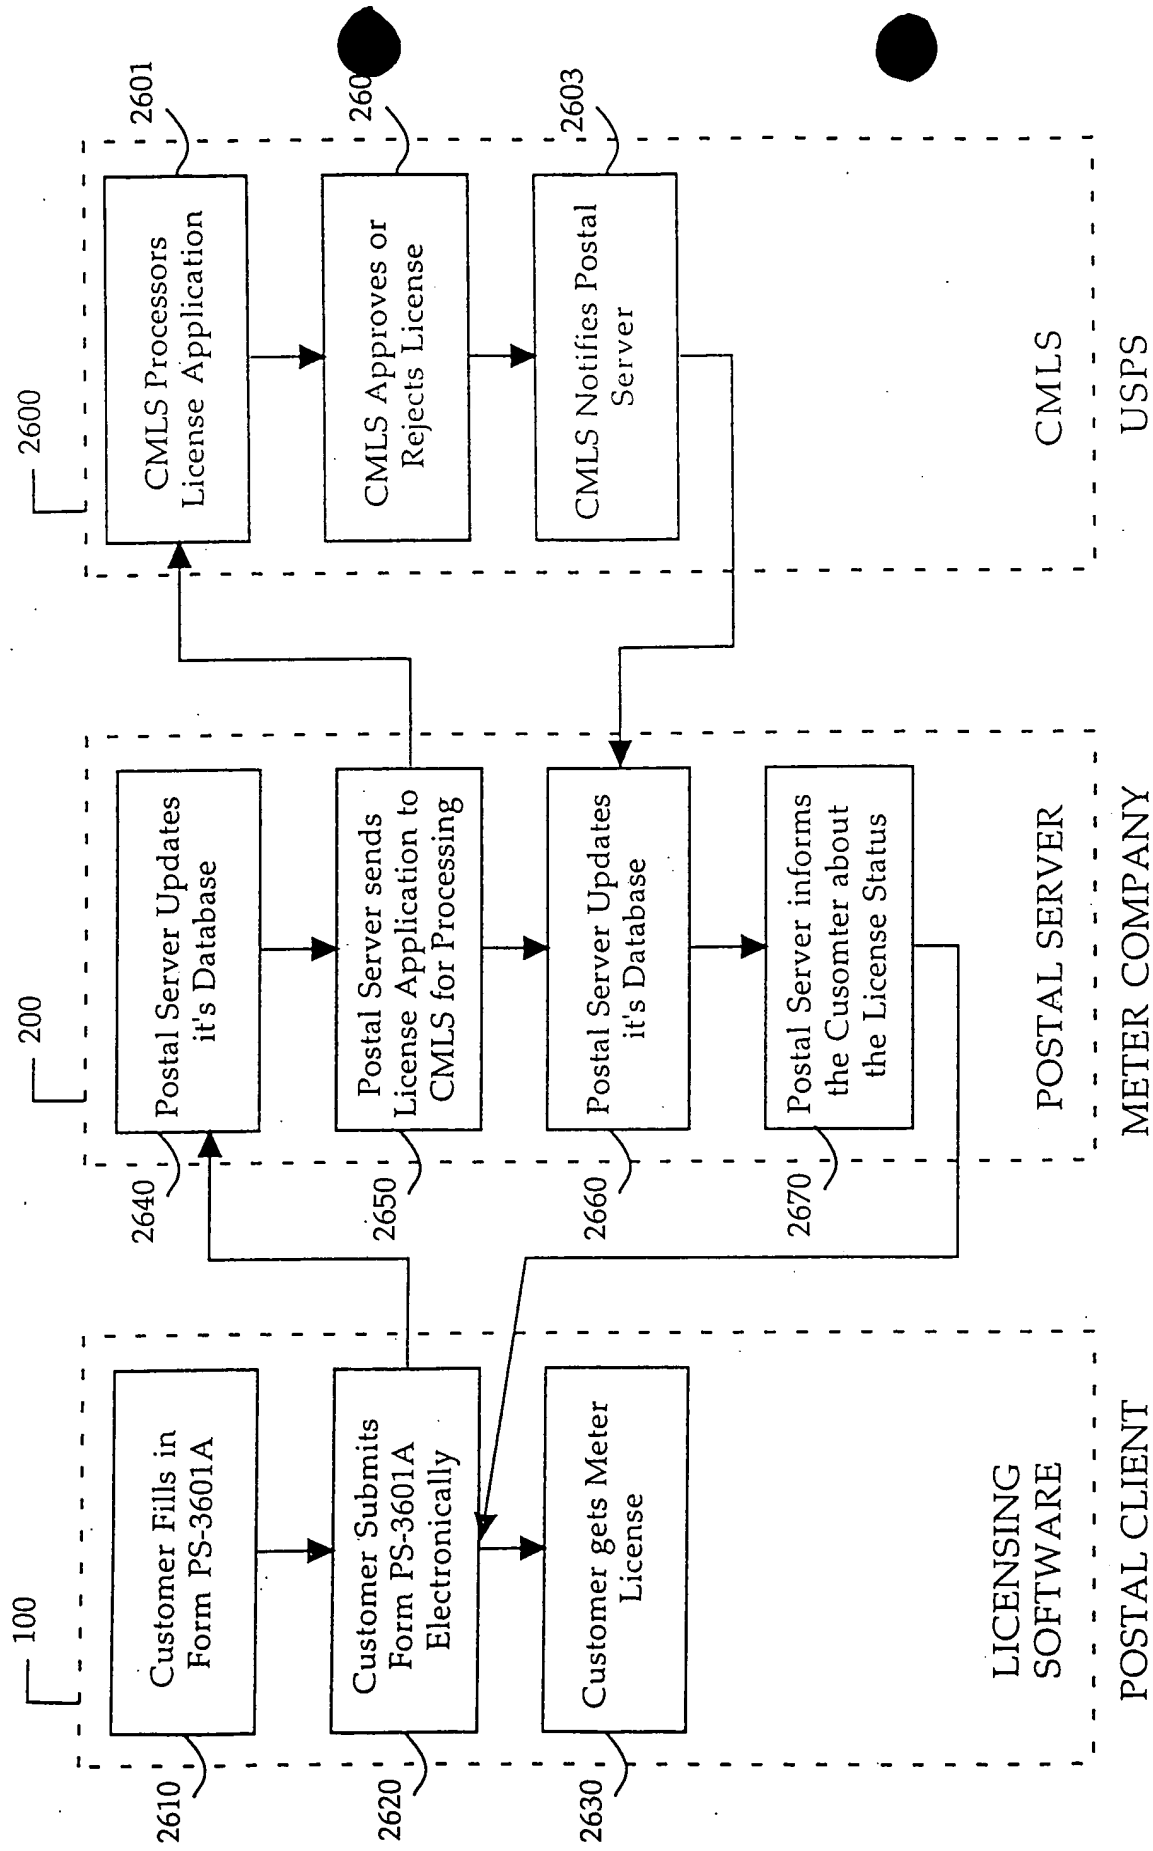 100
2610
Customer Fills in
Form PS-3601A
2620
Customer Submits
Form PS-3601A
Electronically
2630
Customer gets Meter
License
LICENSING
SOFTWARE
POSTAL CLIENT
200
2640
Postal Server Updates
it's Database
2650
Postal Server sends
License Application to
CMLS for Processing
2660
Postal Server Updates
it's Database
2670
Postal Server informs
the Cusomter about
the License Status
POSTAL SERVER
METER COMPANY
2600
2601
CMLS Processors
License Application
CMLS Approves or
Rejects License
2603
CMLS Notifies Postal
Server
CMLS
USPS